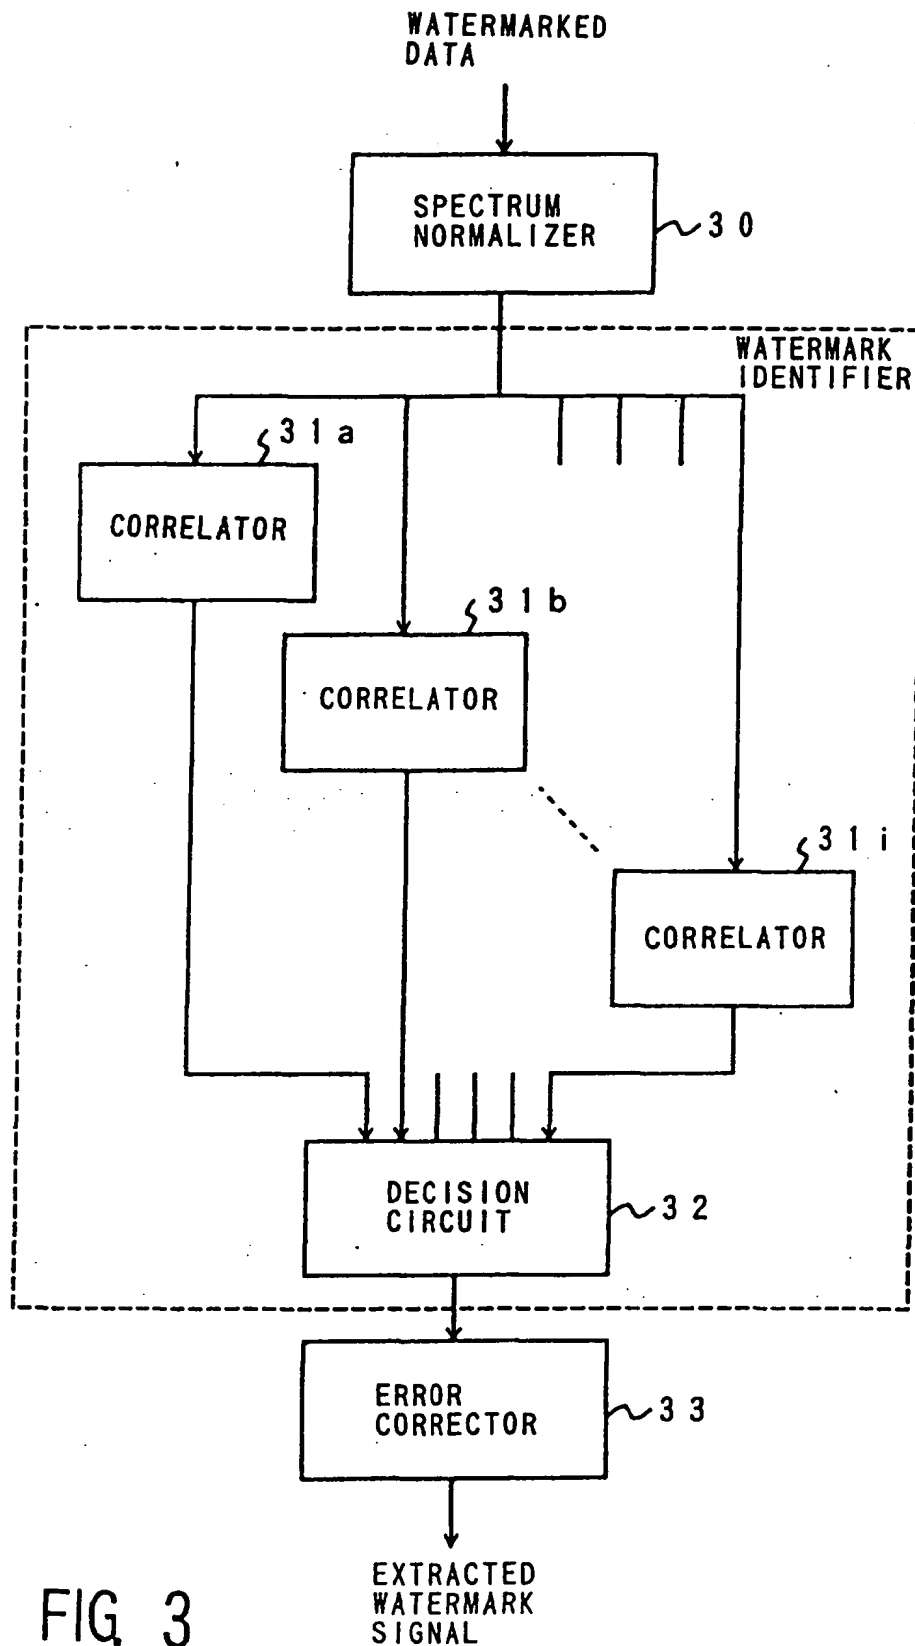 WATERMARKED
DATA
SPECTRUM
NORMALIZER
30
WATERMARK
IDENTIFIER
31a
CORRELATOR
31b
CORRELATOR
31i
CORRELATOR
DECISION
CIRCUIT
32
ERROR
CORRECTOR
33
EXTRACTED
WATERMARK
SIGNAL
FIG. 3